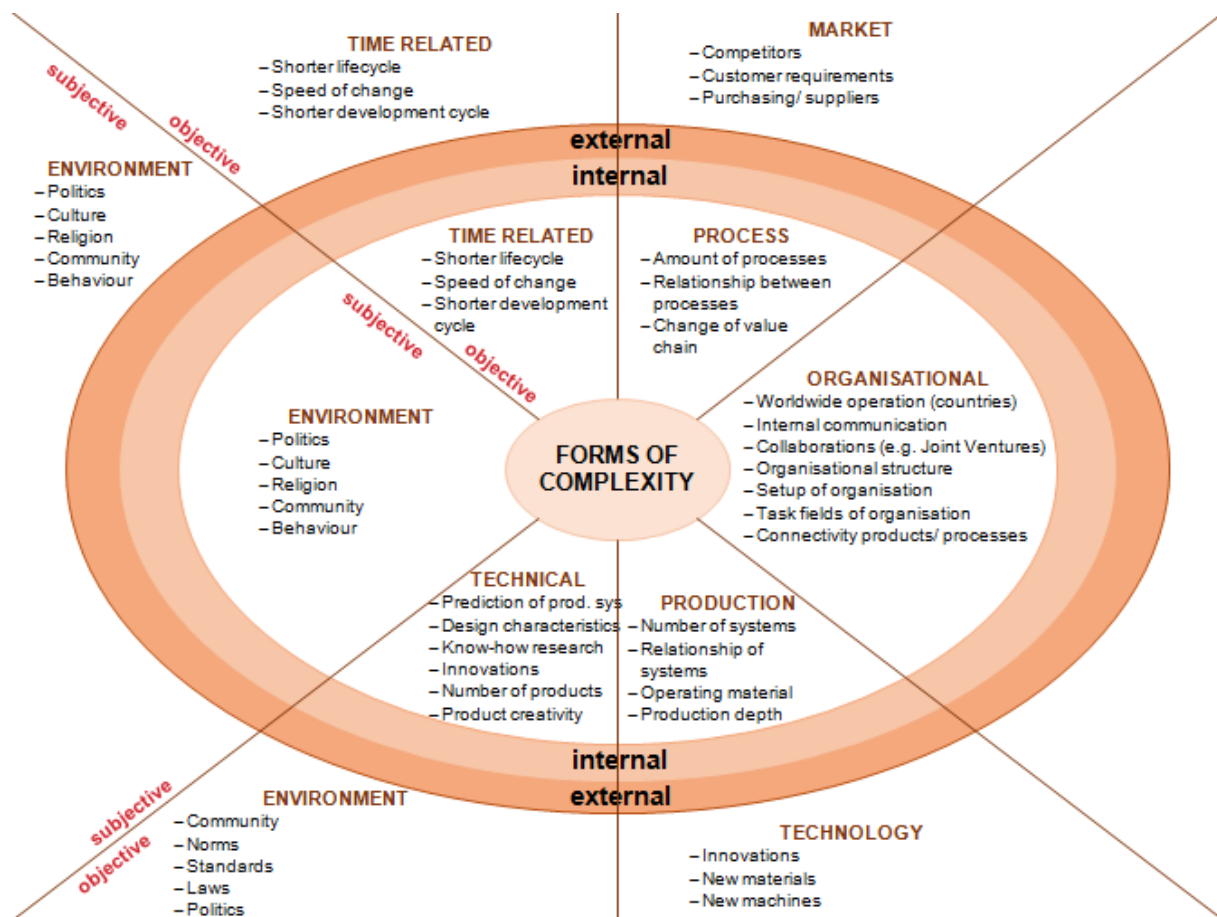 TIME RELATED
– Shorter lifecycle
– Speed of change
– Shorter development cycle
MARKET
– Competitors
– Customer requirements
– Purchasing/ suppliers
subjective
objective
ENVIRONMENT
– Politics
– Culture
– Religion
– Community
– Behaviour
external
internal
TIME RELATED
– Shorter lifecycle
– Speed of change
– Shorter development
cycle
PROCESS
– Amount of processes
– Relationship between
processes
– Change of value
chain
subjective
objective
ENVIRONMENT
– Politics
– Culture
– Religion
– Community
– Behaviour
FORMS OF
COMPLEXITY
ORGANISATIONAL
– Worldwide operation (countries)
– Internal communication
– Collaborations (e.g. Joint Ventures)
– Organisational structure
– Setup of organisation
– Task fields of organisation
– Connectivity products/ processes
TECHNICAL
– Prediction of prod. sys
– Design characteristics
– Know-how research
– Innovations
– Number of products
– Product creativity
PRODUCTION
– Number of systems
– Relationship of
systems
– Operating material
– Production depth
internal
external
subjective
objective
ENVIRONMENT
– Community
– Norms
– Standards
– Laws
– Politics
TECHNOLOGY
– Innovations
– New materials
– New machines